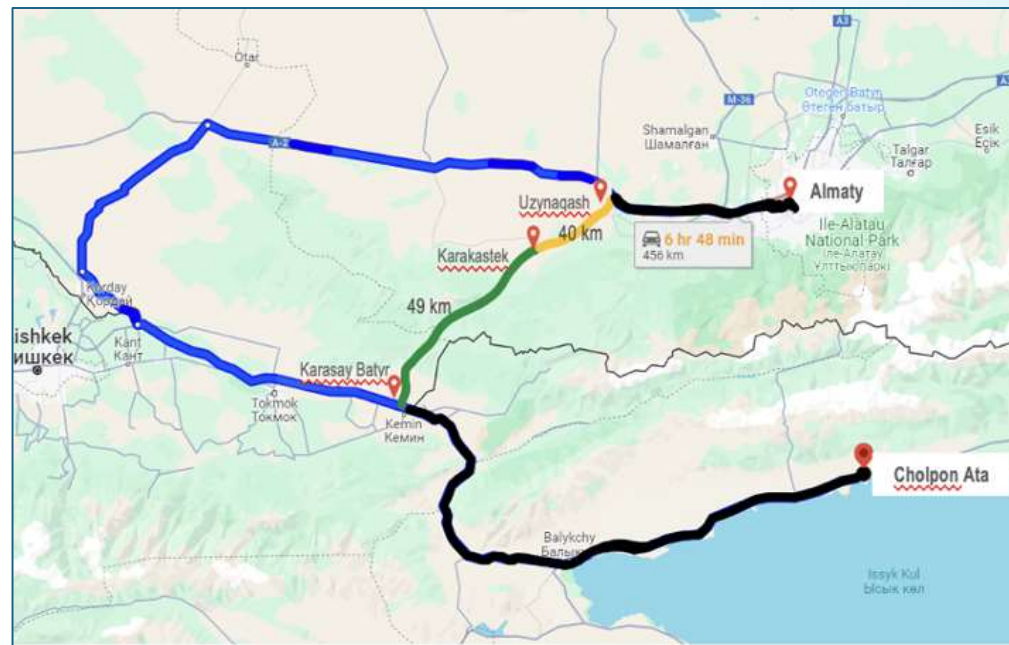 Otar
A3
M-36
Otegen Batyr
Өтеген батыр
Shamalgan
Шамалған
Esik
Есік
Talgar
Талғар
A-2
Uzynaqash
Almaty
40 km
6 hr 48 min
456 km
Ile-Alatau
National Park
Іле-Алатау
Ұлттық паркі
Karakastek
49 km
Korday
Қордай
ishkek
ишкек
Kant
Кант
Karasay Batyr
Tokmok
Токмок
Kemin
Кемин
Cholpon Ata
Balykchy
Issyk Kul
Ысык көл